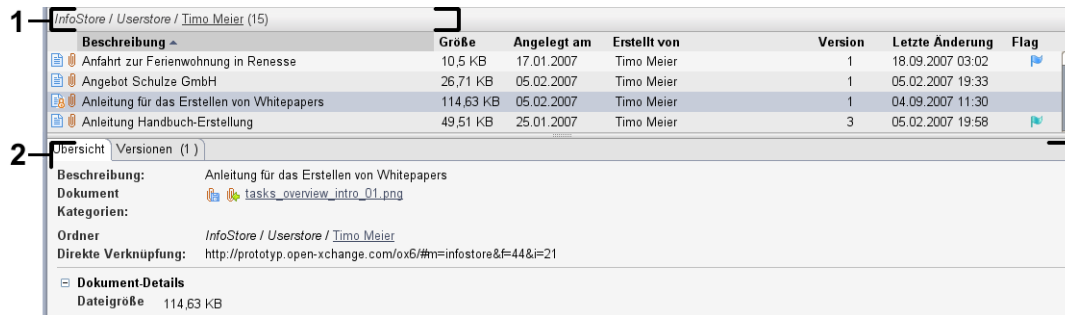 1 InfoStore / Userstore / Timo Meier (15)
Beschreibung Größe Angelegt am Erstellt von Version Letzte Änderung Flag
Anfahrt zur Ferienwohnung in Renesse 10,5 KB 17.01.2007 Timo Meier 1 18.09.2007 03:02
Angebot Schulze GmbH 26,71 KB 05.02.2007 Timo Meier 1 05.02.2007 19:33
Anleitung für das Erstellen von Whitepapers 114,63 KB 05.02.2007 Timo Meier 1 04.09.2007 11:30
Anleitung Handbuch-Erstellung 49,51 KB 25.01.2007 Timo Meier 3 05.02.2007 19:58
2 Übersicht Versionen (1)
Beschreibung: Anleitung für das Erstellen von Whitepapers
Dokument tasks_overview_intro_01.png
Kategorien:
Ordner InfoStore / Userstore / Timo Meier
Direkte Verknüpfung: http://prototyp.open-xchange.com/ox6/#m=infostore&f=44&i=21
Dokument-Details
Dateigröße 114,63 KB